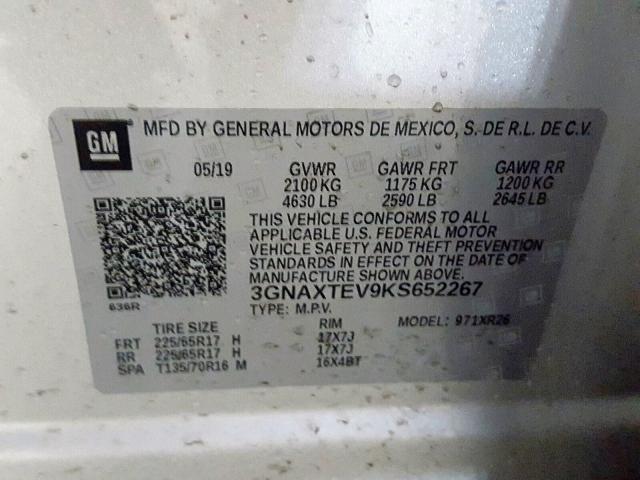 GM MFD BY GENERAL MOTORS DE MEXICO, S. DE R.L. DE C.V.
05/19 GVWR GAWR FRT GAWR RR
2100 KG 1175 KG 1200 KG
4630 LB 2590 LB 2645 LB
THIS VEHICLE CONFORMS TO ALL
APPLICABLE U.S. FEDERAL MOTOR
VEHICLE SAFETY AND THEFT PREVENTION
STANDARDS IN EFFECT ON THE DATE OF
MANUFACTURE SHOWN ABOVE.
3GNAXTEV9KS652267
636R
TYPE: M.P.V.
TIRE SIZE RIM MODEL: 971XR26
FRT 225/65R17 H 17X7J
RR 225/65R17 H 17X7J
SPA T135/70R16 M 16X4BT